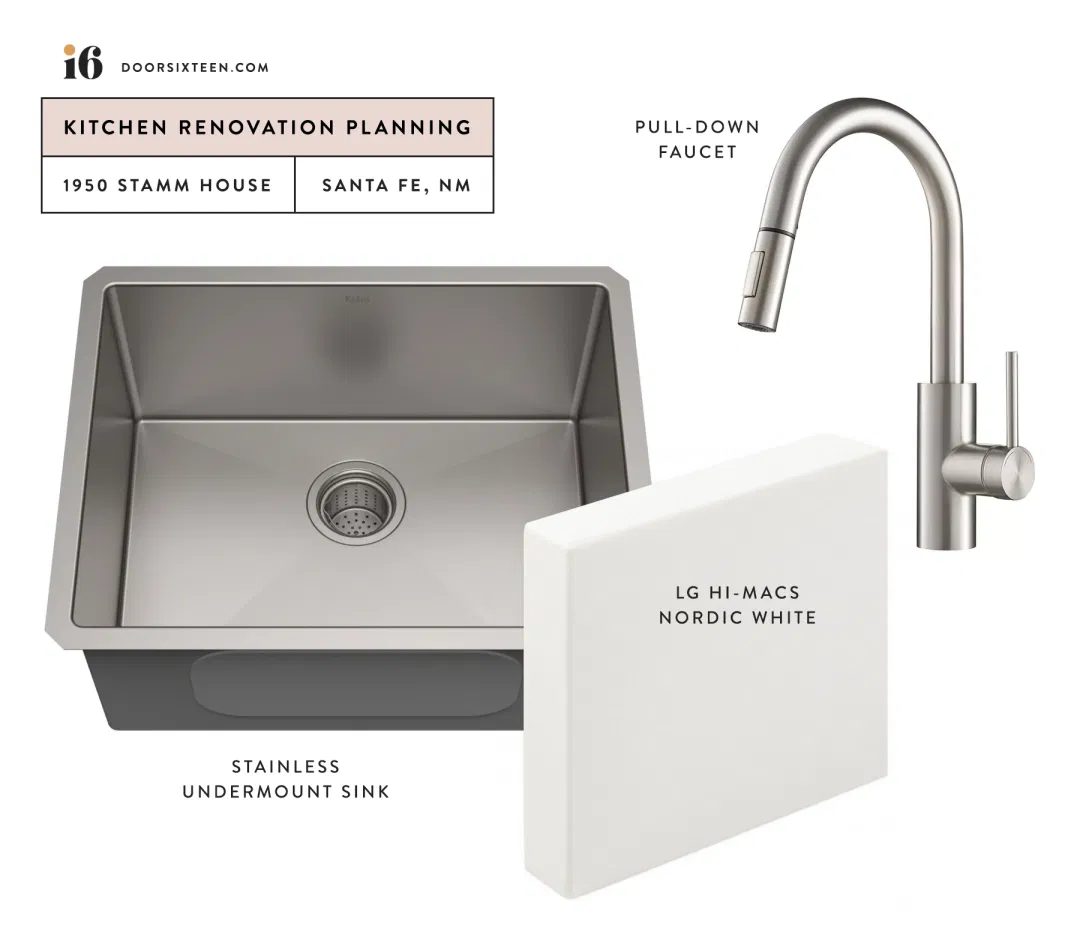 i6 DOORSIXTEEN.COM
KITCHEN RENOVATION PLANNING
1950 STAMM HOUSE SANTA FE, NM
PULL-DOWN
FAUCET
LG HI-MACS
NORDIC WHITE
STAINLESS
UNDERMOUNT SINK